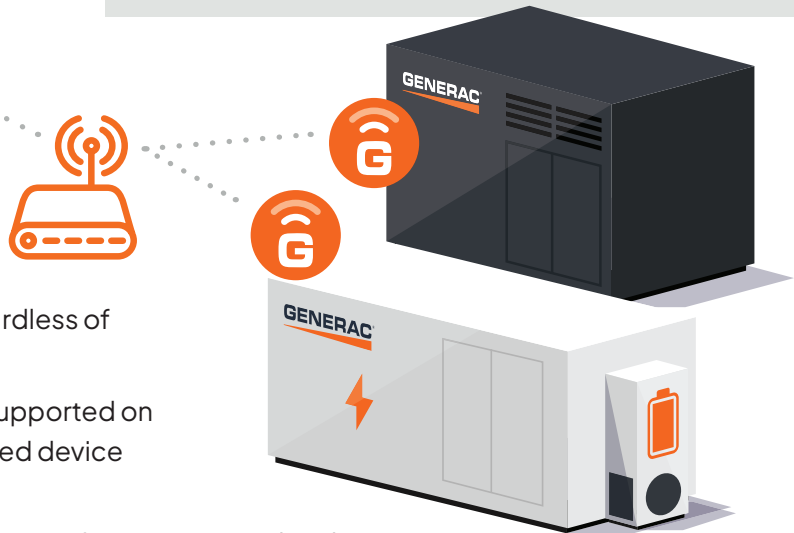 GENERAC
G
G
GENERAC
rdless of
upported on
ed device